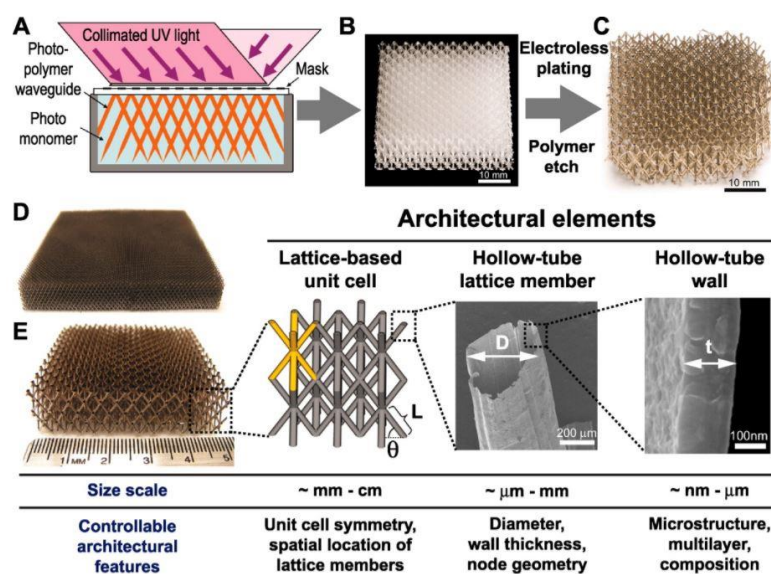 A
Collimated UV light
Photo-
polymer
waveguide
Mask
Photo
monomer
B
10 mm
Electroless
plating
Polymer
etch
C
10 mm
D
E
1 MM 2 3 4 5
Architectural elements
Lattice-based
unit cell
L
θ
Hollow-tube
lattice member
D
200 μm
Hollow-tube
wall
t
100nm
Size scale
~ mm - cm
~ μm - mm
~ nm - μm
Controllable
architectural
features
Unit cell symmetry,
spatial location of
lattice members
Diameter,
wall thickness,
node geometry
Microstructure,
multilayer,
composition